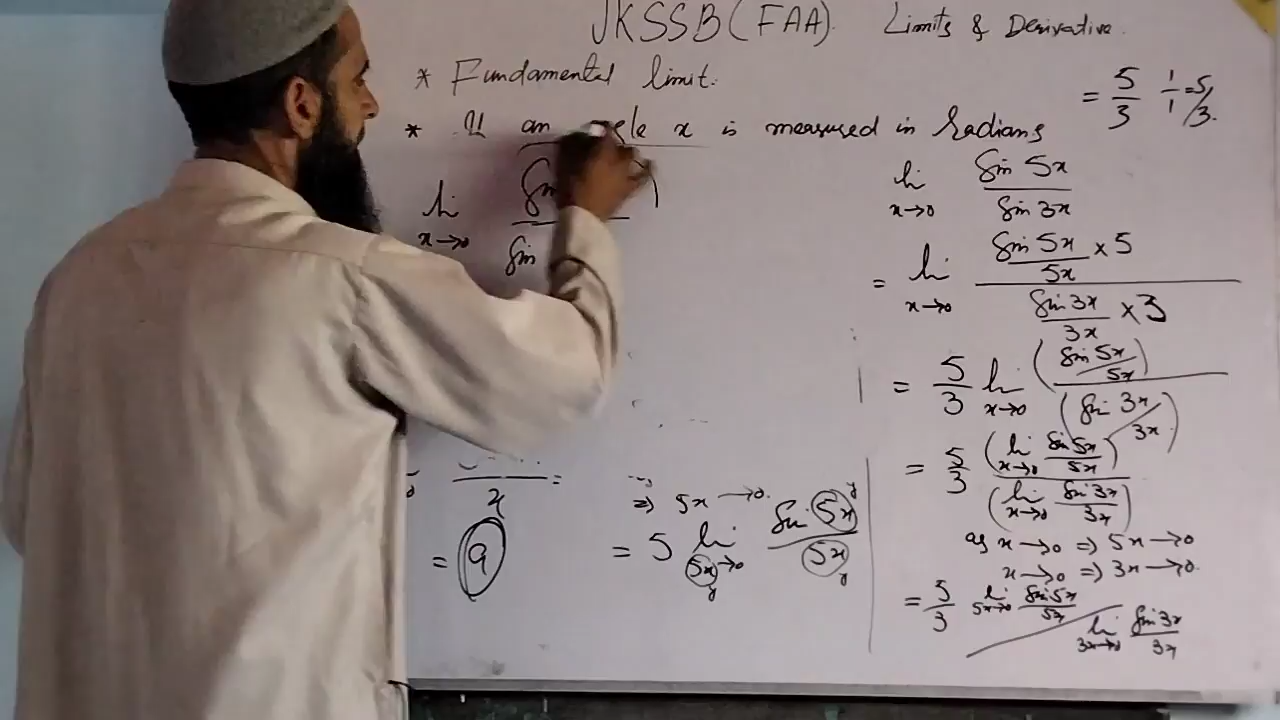 JKSSB (FAA). Limits & Derivative.
* Fundamental limit:
* If an angle x is measured in Radians
= 5/3 1/1 = 5/3.
lim x→0
Sin
Sin
lim x→0 Sin 5x / Sin 3x
= lim x→0 (Sin 5x / 5x × 5) / (Sin 3x / 3x × 3)
= 5/3 lim x→0 (Sin 5x / 5x) / (Sin 3x / 3x)
= 5/3 (lim x→0 Sin 5x / 5x) / (lim x→0 Sin 3x / 3x)
as x→0 ⇒ 5x→0
x→0 ⇒ 3x→0.
= 5/3 lim 5x→0 Sin 5x / 5x / lim 3x→0 Sin 3x / 3x
= a
⇒ 5x→0.
= 5 lim 5x→0 Sin 5x / 5x
y y y